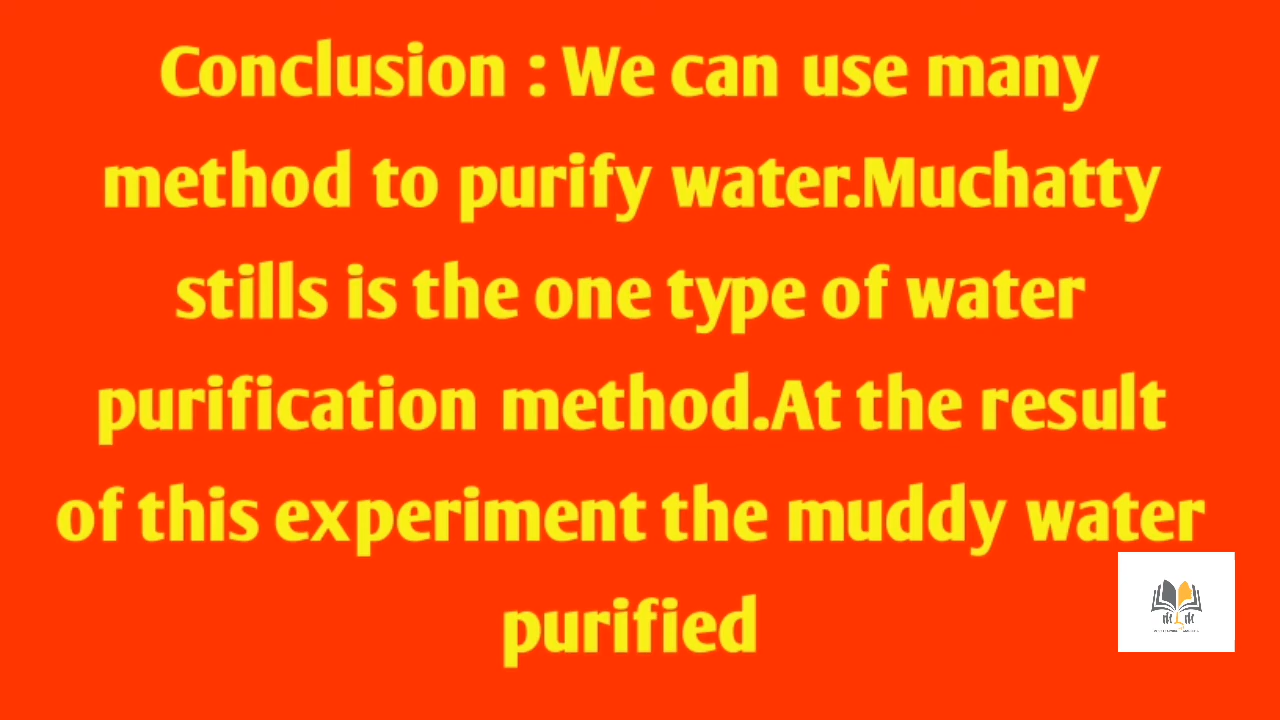 Conclusion : We can use many
method to purify water.Muchatty
stills is the one type of water
purification method.At the result
of this experiment the muddy water
purified